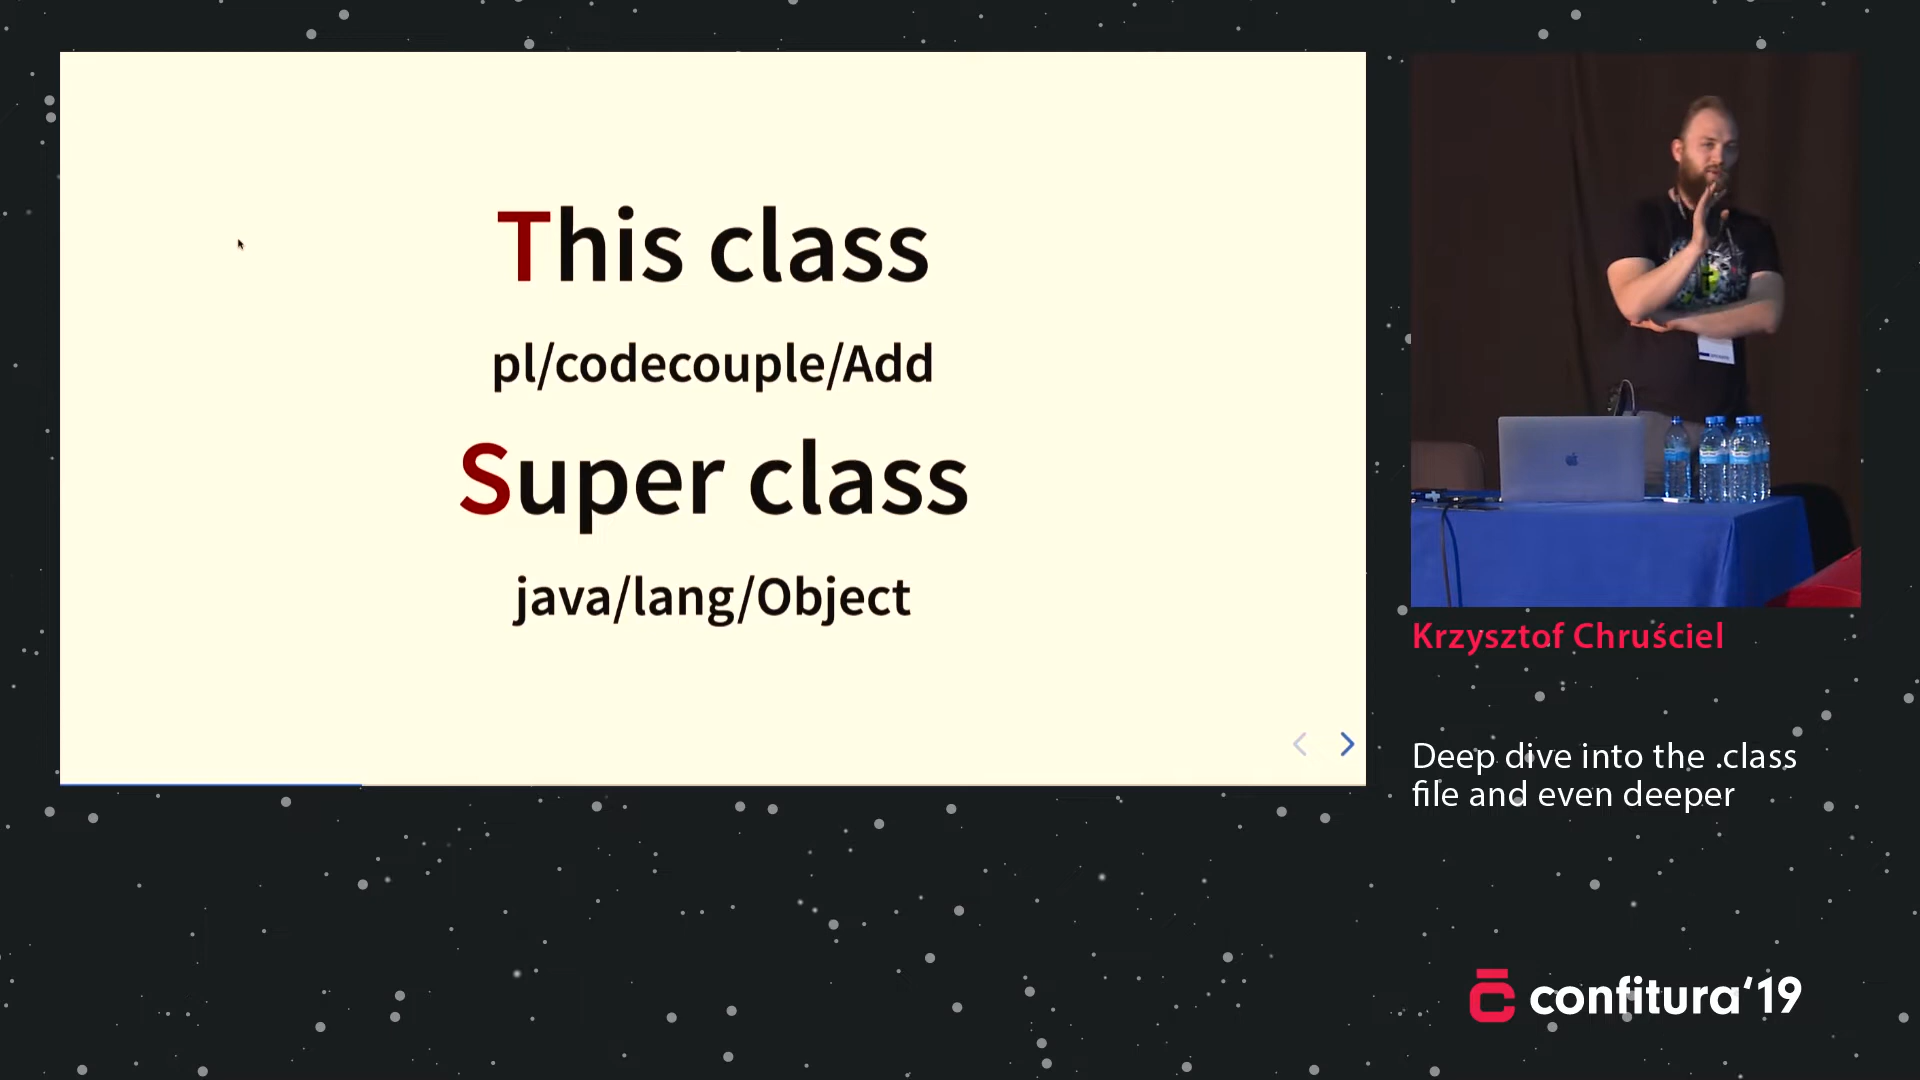 This class
pl/codecouple/Add
Super class
java/lang/Object
Krzysztof Chruściel
Deep dive into the .class
file and even deeper
confitura‘19